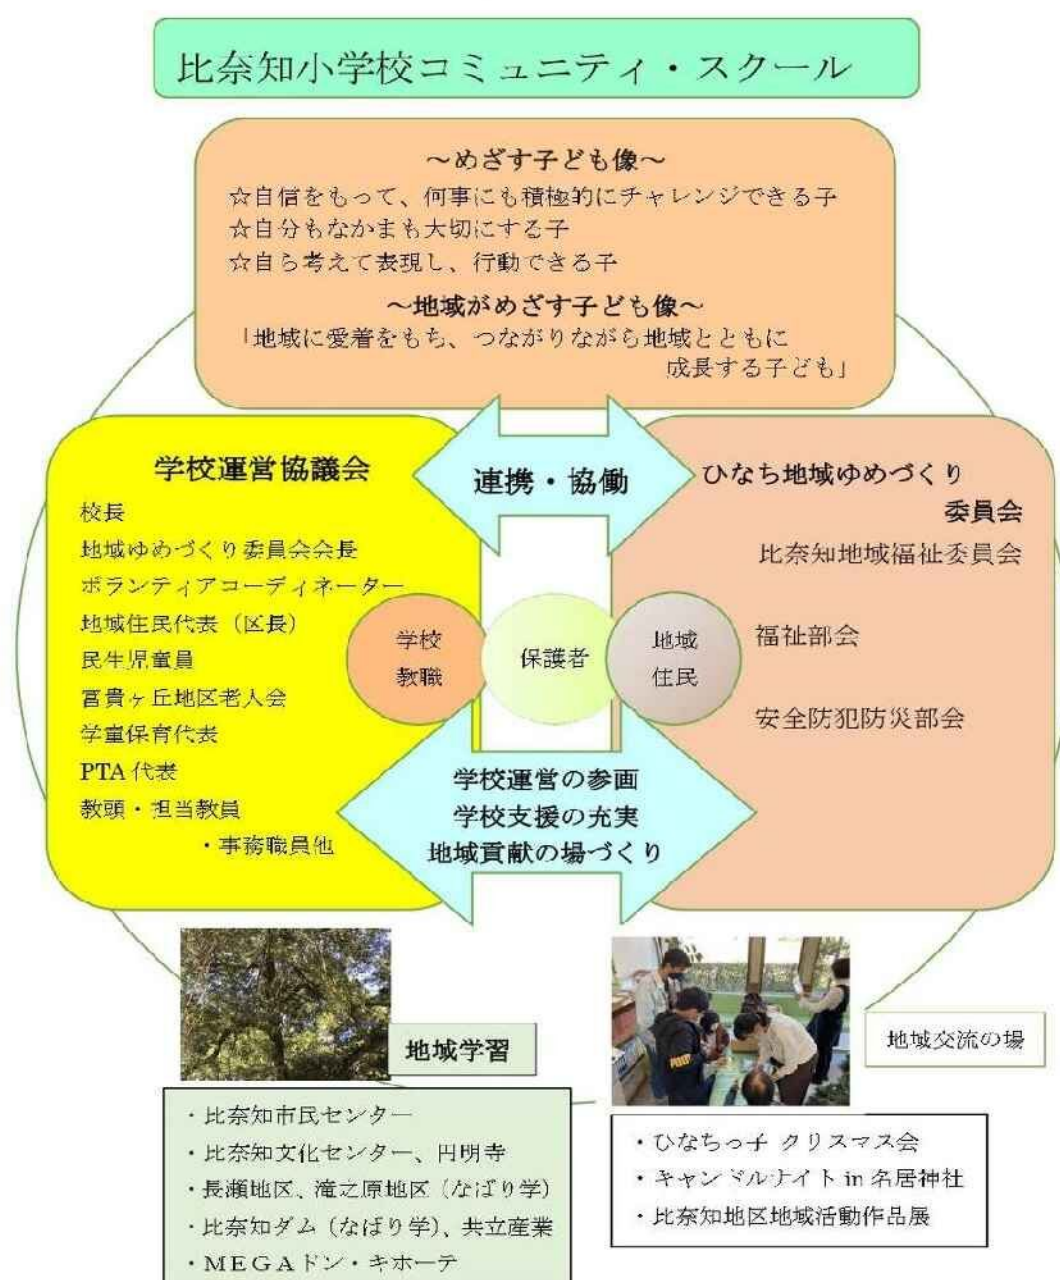 比奈知小学校コミュニティ・スクール
～めざす子ども像～
☆自信をもって、何事にも積極的にチャレンジできる子
☆自分もなかまも大切にする子
☆自ら考えて表現し、行動できる子
～地域がめざす子ども像～
「地域に愛着をもち、つながりながら地域とともに
成長する子ども」
連携・協働
学校運営協議会
校長
地域ゆめづくり委員会会長
ボランティアコーディネーター
地域住民代表（区長）
民生児童員
富貴ヶ丘地区老人会
学童保育代表
PTA 代表
教頭・担当教員
・事務職員他
ひなち地域ゆめづくり
委員会
比奈知地域福祉委員会
福祉部会
安全防犯防災部会
学校
教職
保護者
地域
住民
学校運営の参画
学校支援の充実
地域貢献の場づくり
地域学習
・比奈知市民センター
・比奈知文化センター、円明寺
・長瀬地区、滝之原地区（なばり学）
・比奈知ダム（なばり学）、共立産業
・ＭＥＧＡドン・キホーテ
地域交流の場
・ひなちっ子 クリスマス会
・キャンドルナイト in 名居神社
・比奈知地区地域活動作品展